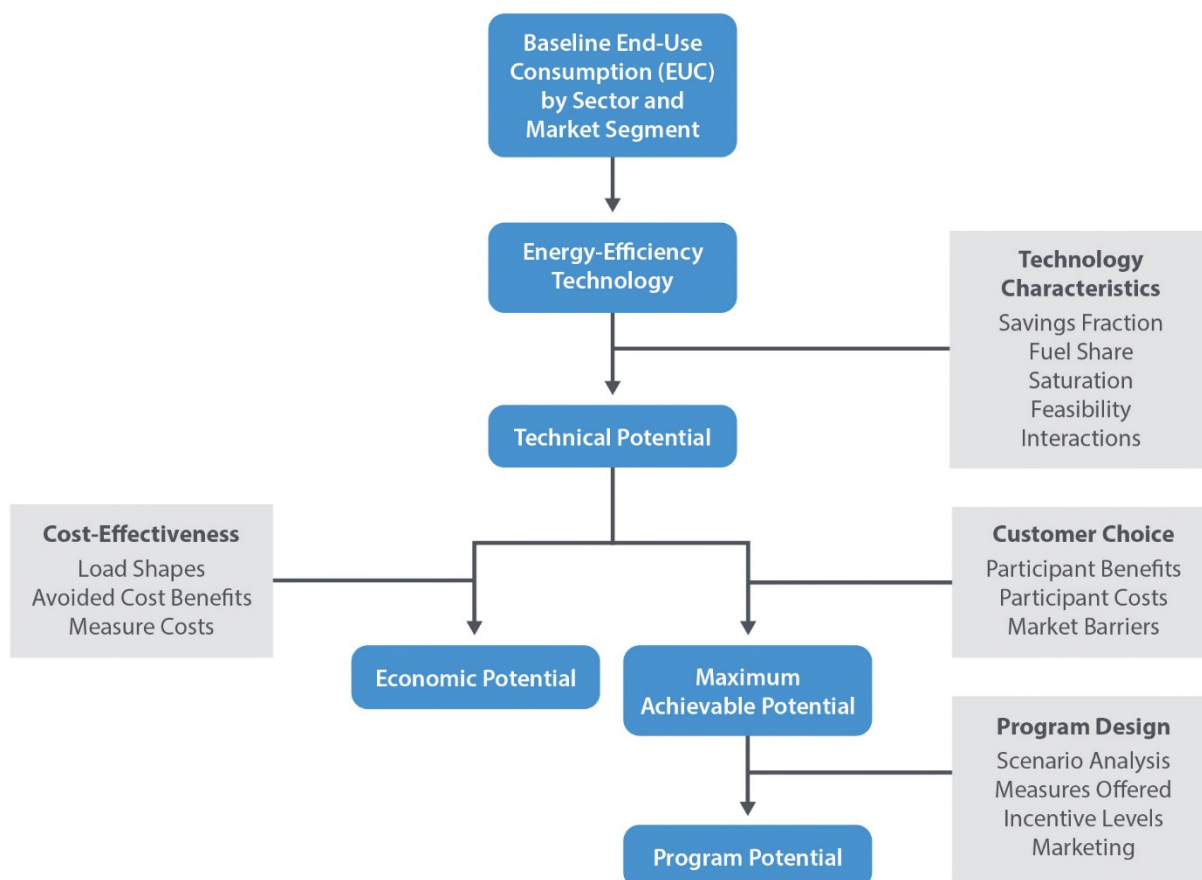 Baseline End-Use
Consumption (EUC)
by Sector and
Market Segment
Energy-Efficiency
Technology
Technology
Characteristics
Savings Fraction
Fuel Share
Saturation
Feasibility
Interactions
Technical Potential
Cost-Effectiveness
Load Shapes
Avoided Cost Benefits
Measure Costs
Customer Choice
Participant Benefits
Participant Costs
Market Barriers
Economic Potential
Maximum
Achievable Potential
Program Design
Scenario Analysis
Measures Offered
Incentive Levels
Marketing
Program Potential